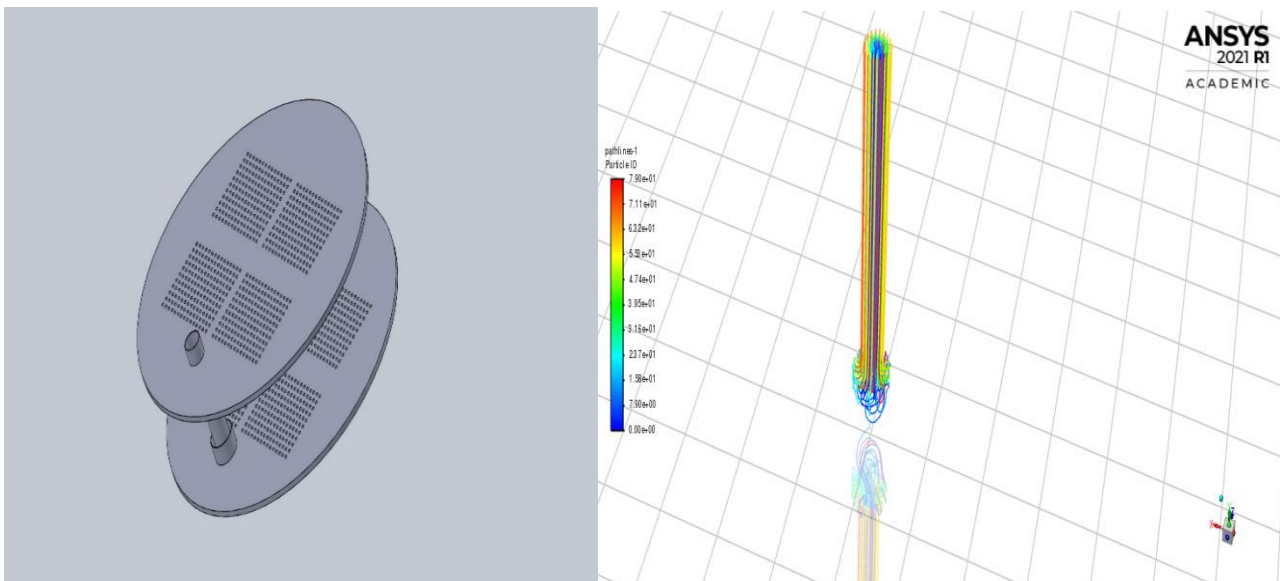 ANSYS
2021 R1
ACADEMIC
pathlines-1
Particle ID
7.90e+01
7.11e+01
6.32e+01
5.53e+01
4.74e+01
3.95e+01
3.16e+01
2.37e+01
1.58e+01
7.90e+00
0.00e+00